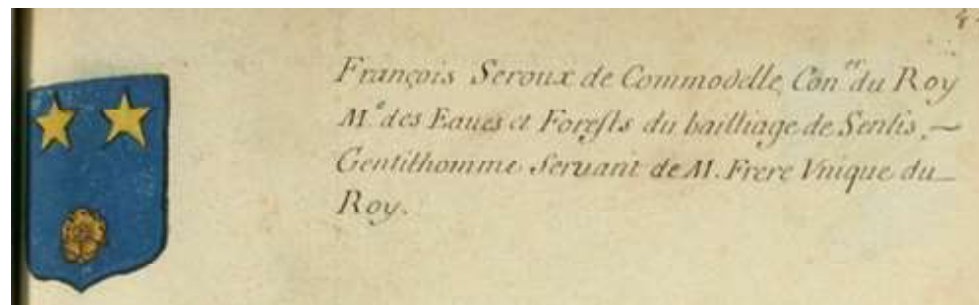 François Seroux de Commodelle, Con.er du Roy
M.e des Eaues et Forests du bailliage de Senlis. —
Gentilhomme Servant de M. Frere Vnique du
Roy.